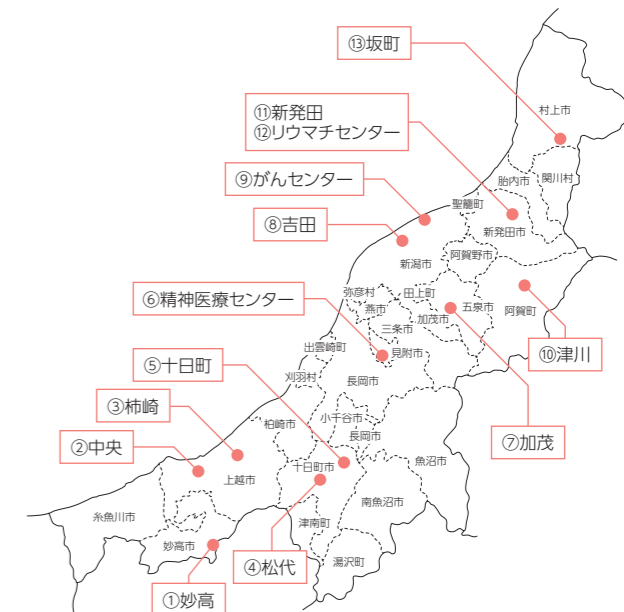 ⑬坂町
村上市
⑪新発田
⑫リウマチセンター
関川村
胎内市
⑨がんセンター
聖籠町
⑧吉田
新発田市
阿賀野市
新潟市
⑥精神医療センター
弥彦村
田上町
五泉市
阿賀町
燕市
加茂市
三条市
出雲崎町
見附市
⑩津川
⑤十日町
刈羽村
長岡市
③柿崎
小千谷市
⑦加茂
柏崎市
長岡市
②中央
魚沼市
十日町市
上越市
南魚沼市
糸魚川市
津南町
妙高市
④松代
湯沢町
①妙高